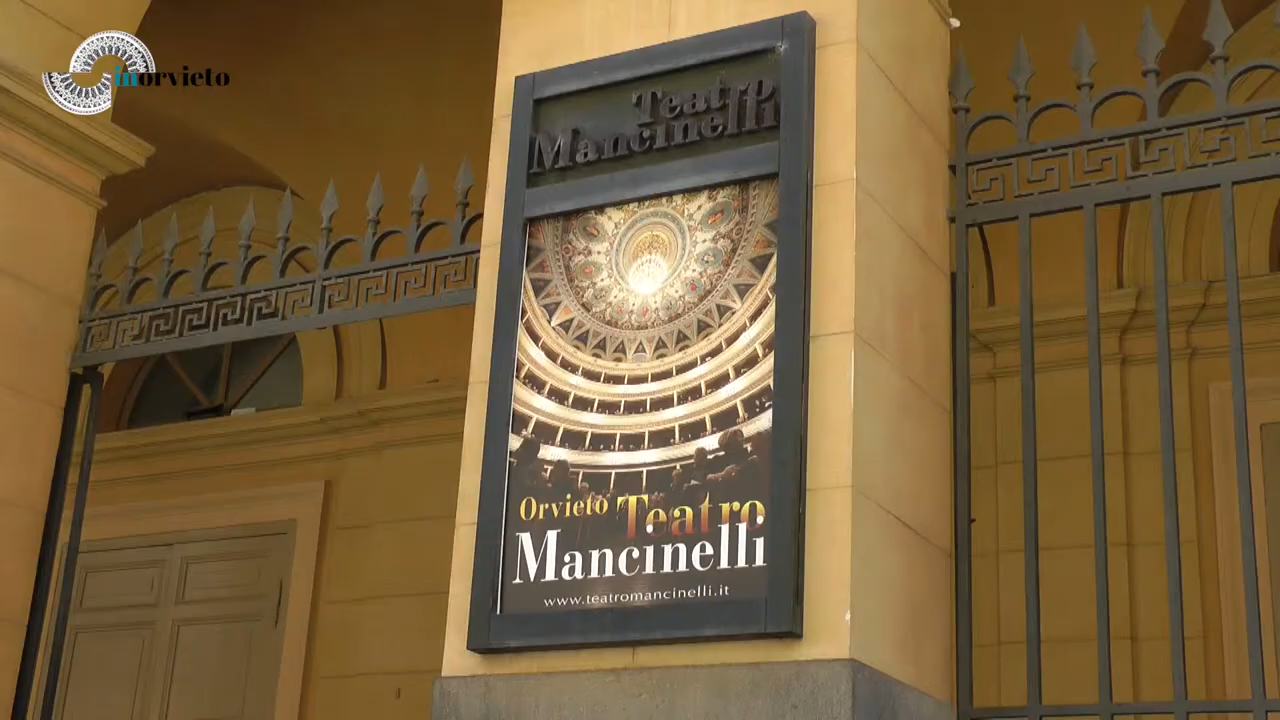 inorvieto
Teatro
Mancinelli
Orvieto Teatro
Mancinelli
www.teatromancinelli.it